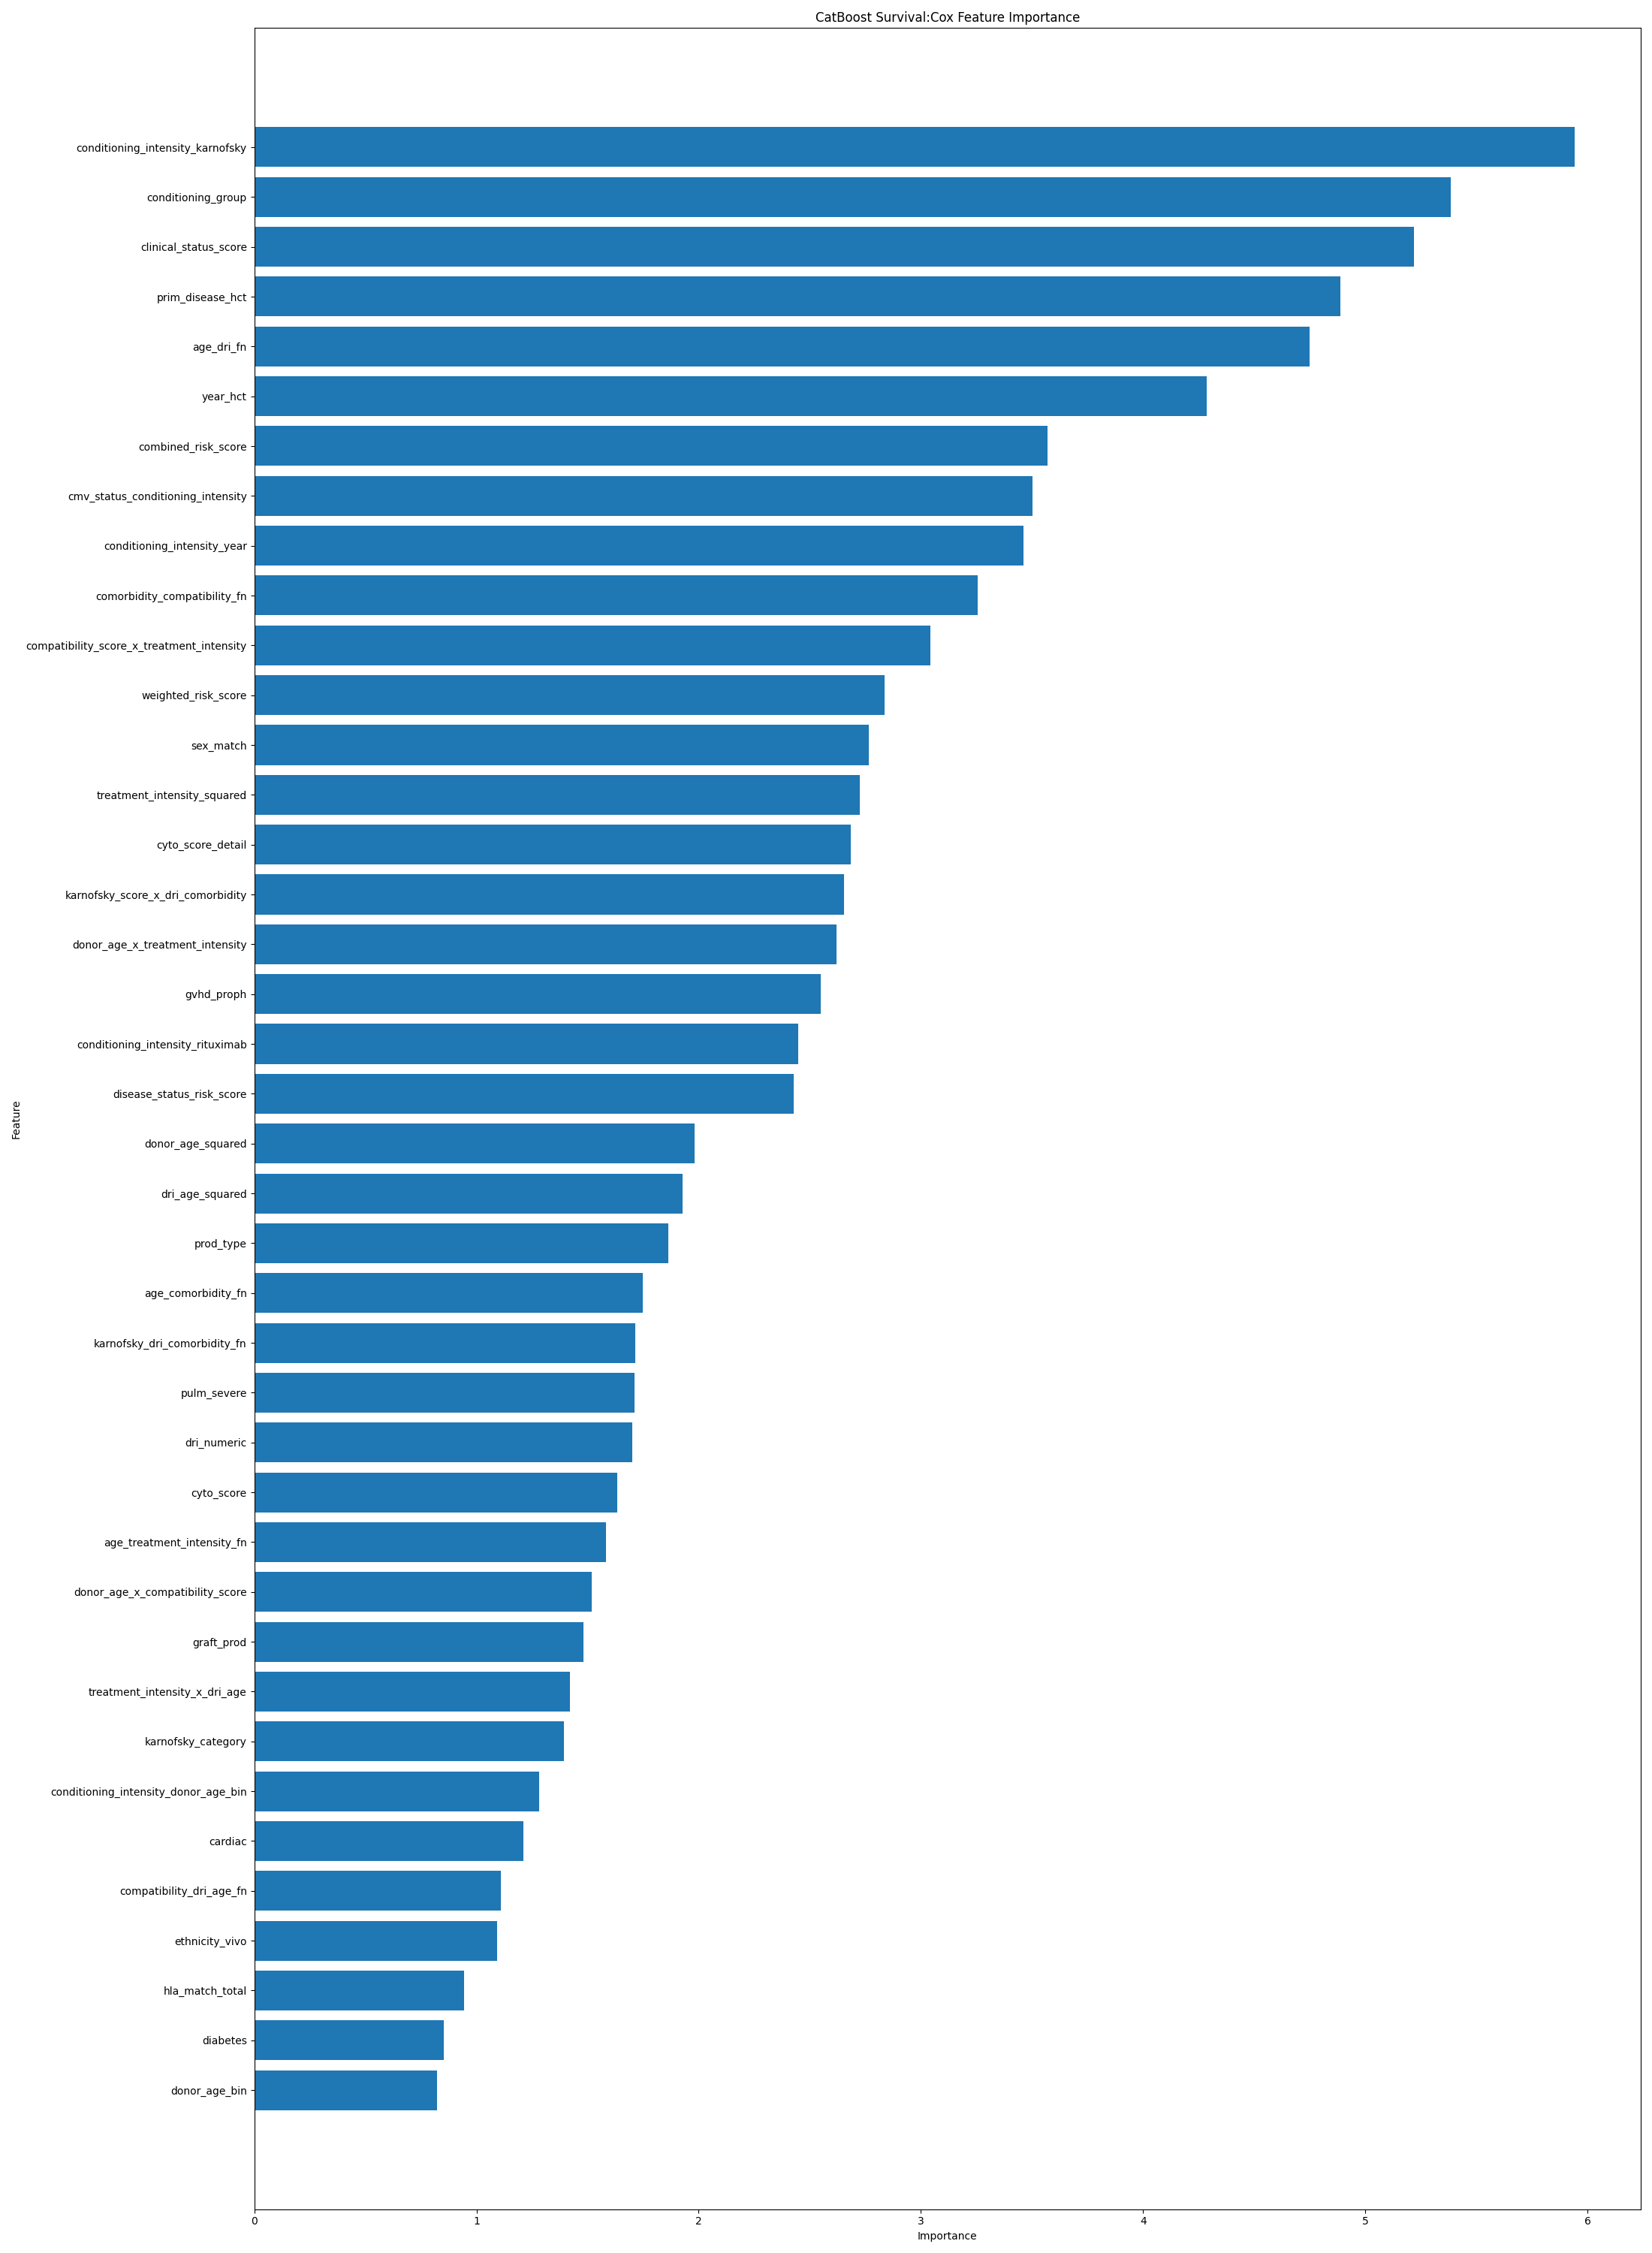 CatBoost Survival:Cox Feature Importance
conditioning_intensity_karnofsky
conditioning_group
clinical_status_score
prim_disease_hct
age_dri_fn
year_hct
combined_risk_score
cmv_status_conditioning_intensity
conditioning_intensity_year
comorbidity_compatibility_fn
compatibility_score_x_treatment_intensity
weighted_risk_score
sex_match
treatment_intensity_squared
cyto_score_detail
karnofsky_score_x_dri_comorbidity
donor_age_x_treatment_intensity
gvhd_proph
conditioning_intensity_rituximab
disease_status_risk_score
donor_age_squared
dri_age_squared
prod_type
age_comorbidity_fn
karnofsky_dri_comorbidity_fn
pulm_severe
dri_numeric
cyto_score
age_treatment_intensity_fn
donor_age_x_compatibility_score
graft_prod
treatment_intensity_x_dri_age
karnofsky_category
conditioning_intensity_donor_age_bin
cardiac
compatibility_dri_age_fn
ethnicity_vivo
hla_match_total
diabetes
donor_age_bin
Feature
0 1 2 3 4 5 6
Importance